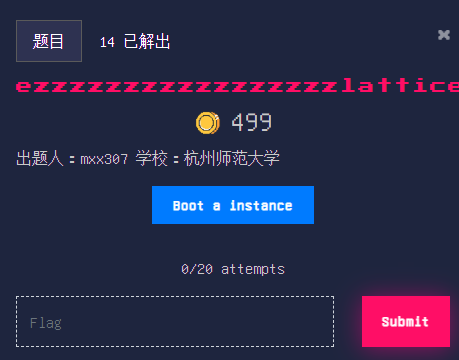 题目 14 已解出
×
ezzzzzzzzzzzzzzzzzlattice
499
出题人：mxx307 学校：杭州师范大学
Boot a instance
0/20 attempts
Flag
Submit